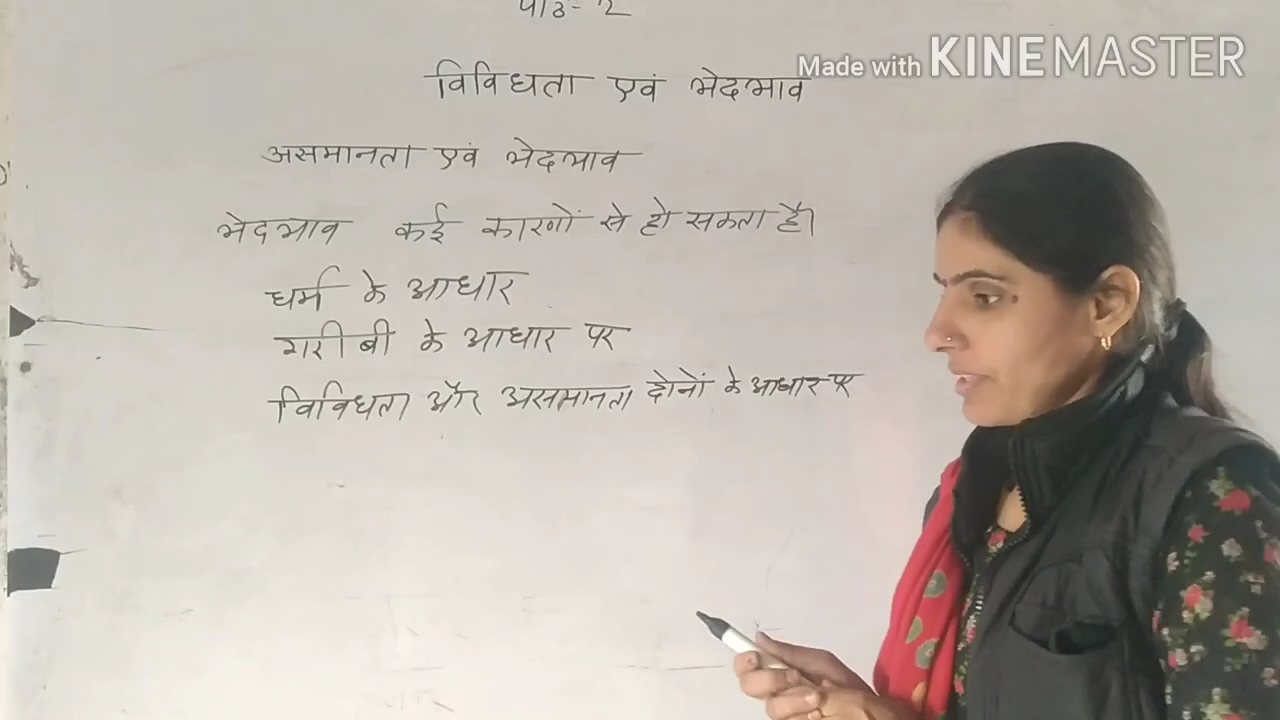 पाठ- 2
Made with KINEMASTER
विविधता एवं भेदभाव
असमानता एवं भेदभाव
भेदभाव कई कारणों से हो सकता है।
धर्म के आधार
गरीबी के आधार पर
विविधता और असमानता दोनों के आधार पर